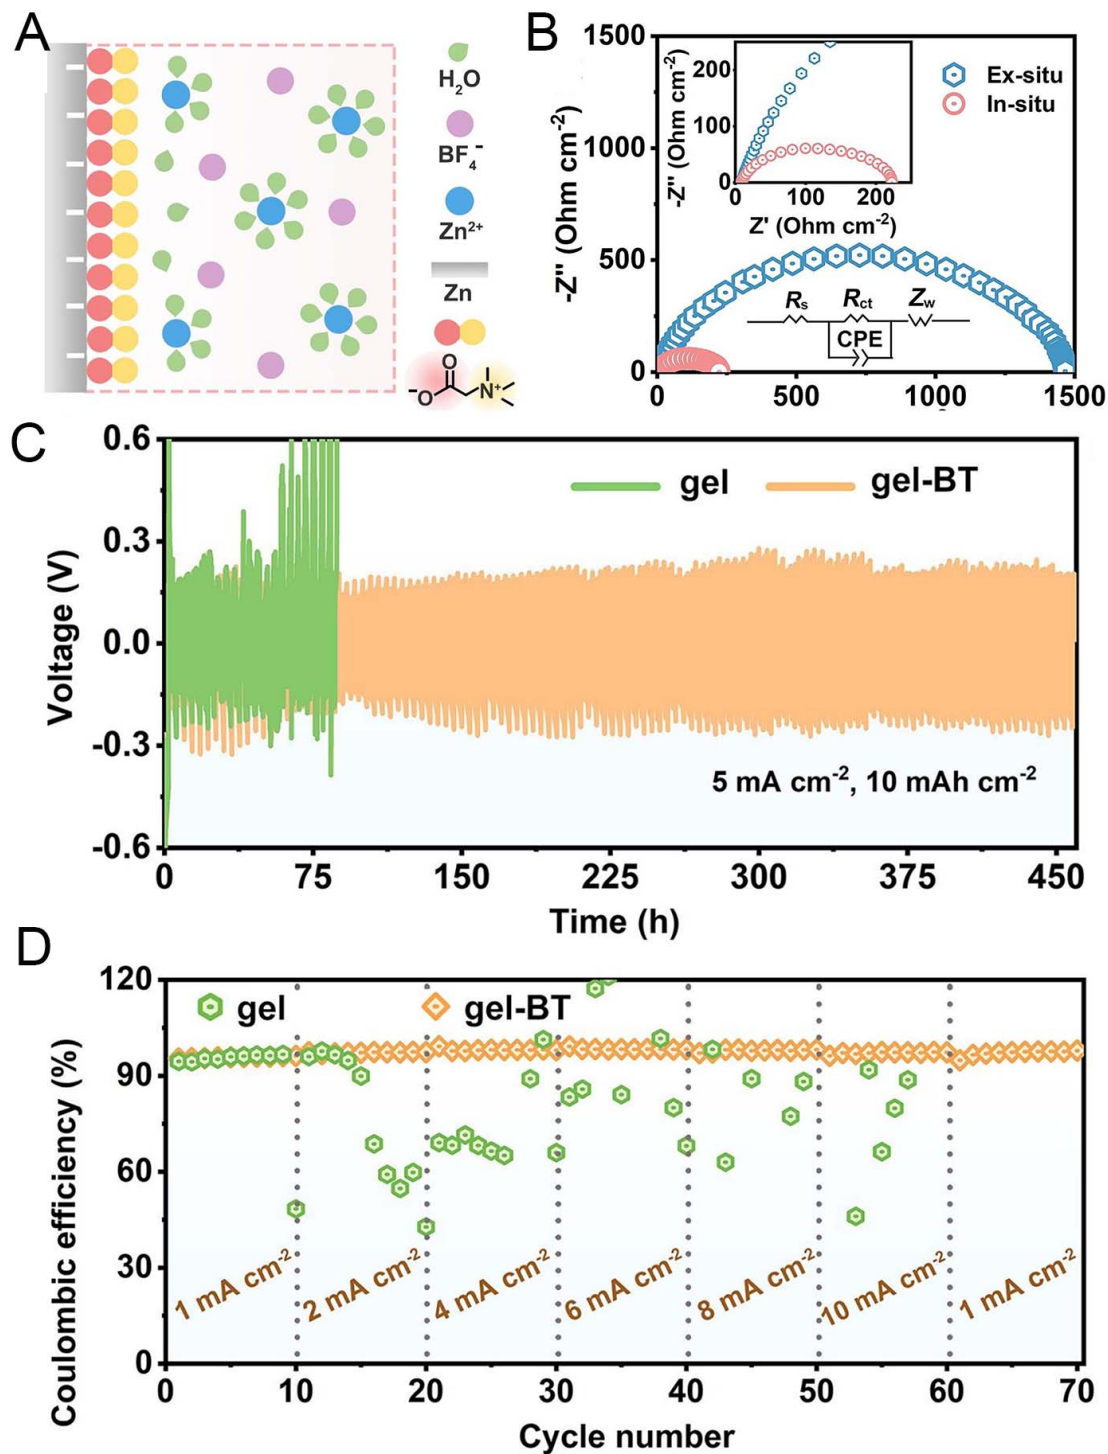 A
H₂O
BF₄⁻
Zn²⁺
Zn
O
⁻O
N⁺
B
1500
1000
500
0
-Z'' (Ohm cm⁻²)
0
500
1000
1500
200
100
0
-Z'' (Ohm cm⁻²)
0
100
200
Z' (Ohm cm⁻²)
Ex-situ
In-situ
Rs
Rct
Zw
CPE
C
0.6
0.3
0.0
-0.3
-0.6
Voltage (V)
gel
gel-BT
5 mA cm⁻², 10 mAh cm⁻²
0
75
150
225
300
375
450
Time (h)
D
120
90
60
30
0
Coulombic efficiency (%)
gel
gel-BT
1 mA cm⁻²
2 mA cm⁻²
4 mA cm⁻²
6 mA cm⁻²
8 mA cm⁻²
10 mA cm⁻²
1 mA cm⁻²
0
10
20
30
40
50
60
70
Cycle number